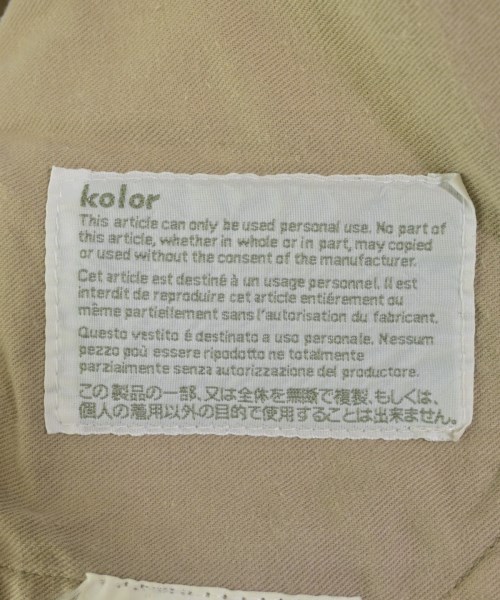 kolor
This article can only be used personal use. No part of
this article, whether in whole or in part, may copied
or used without the consent of the manufacturer.
Cet article est destiné à un usage personnel. Il est
interdit de reproduire cet article entiérement ou
même partiellement sans l'autorisation du fabricant.
Questo vestito é destinato a uso personale. Nessum
pezzo poù essere ripodotto ne totalmente
parzialmente senza autorizzazione del productore.
この製品の一部、又は全体を無断で複製、もしくは、
個人の着用以外の目的で使用することは出来ません。